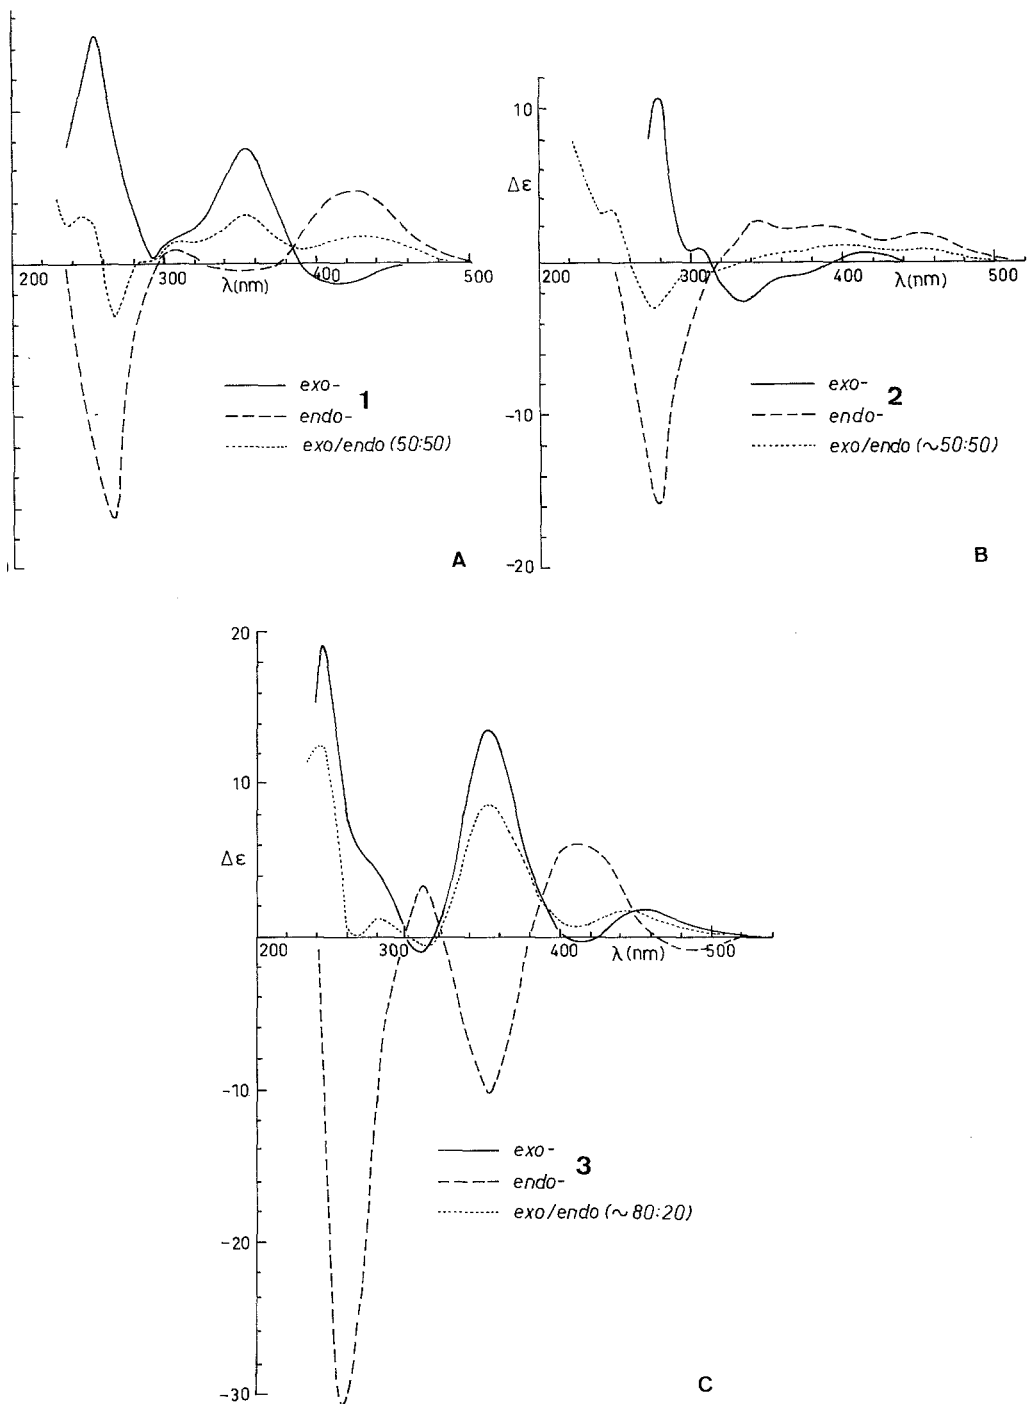 10
Δε
200
300
λ(nm)
400
500
300
λ(nm)
400
500
exo-
1
endo-
exo/endo (50:50)
exo-
2
endo-
exo/endo (~50:50)
-10
A
-20
B
20
10
Δε
200
300
400
λ(nm)
500
-10
exo-
3
endo-
exo/endo (~80:20)
-20
-30
C